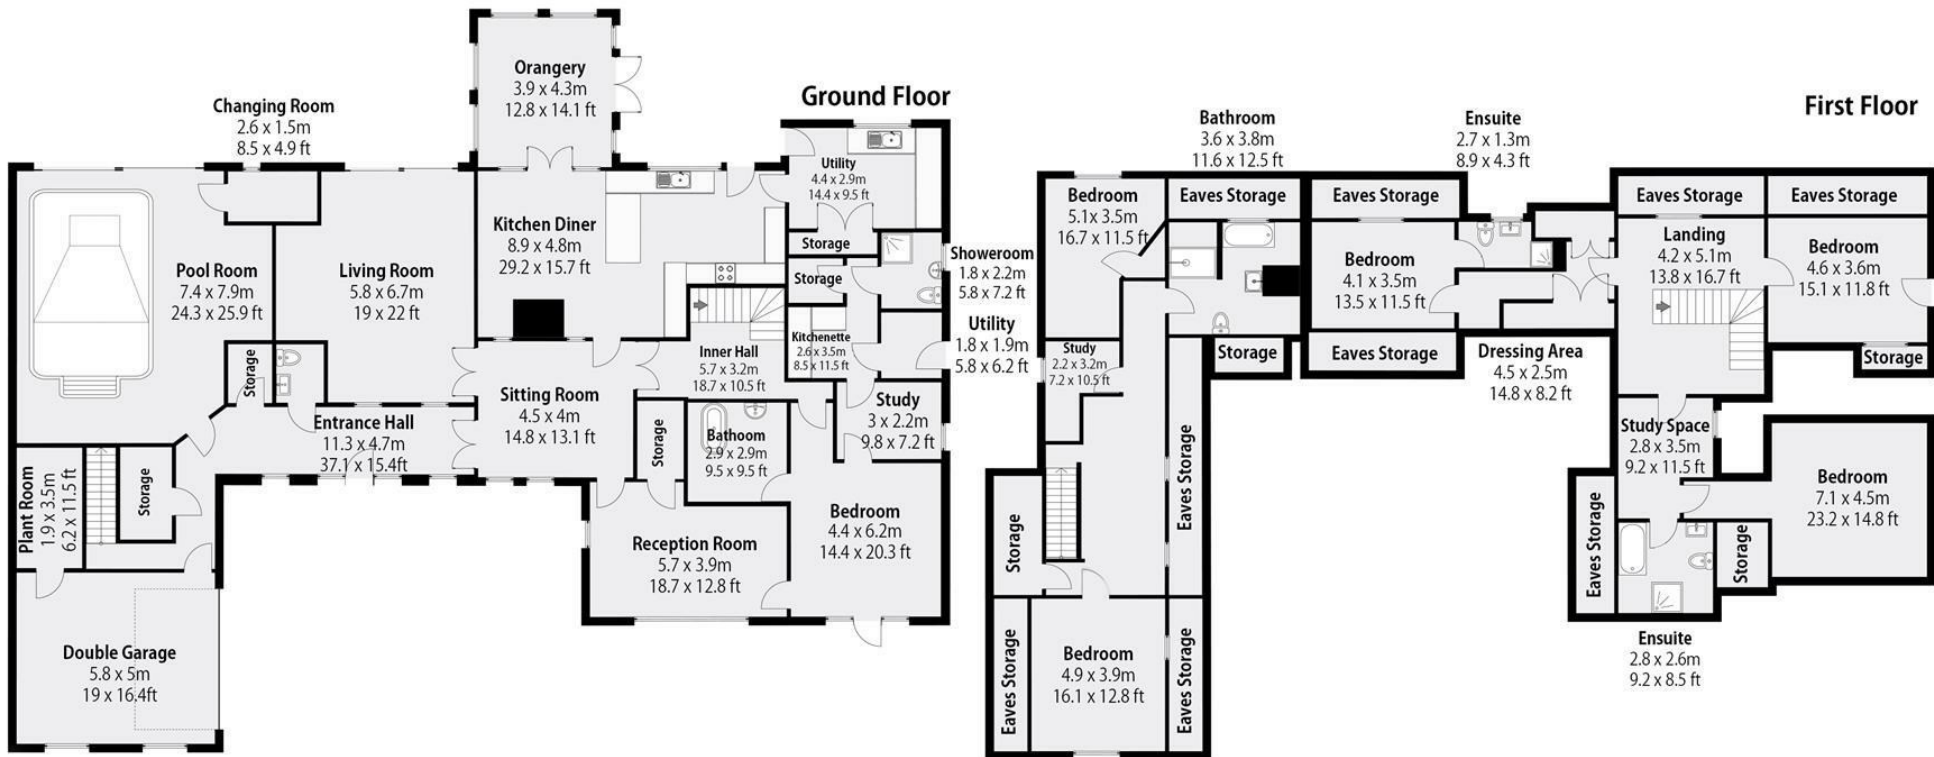 Ground Floor
Orangery
3.9 x 4.3m
12.8 x 14.1 ft
Changing Room
2.6 x 1.5m
8.5 x 4.9 ft
Utility
4.4 x 2.9m
14.4 x 9.5 ft
Storage
Kitchen Diner
8.9 x 4.8m
29.2 x 15.7 ft
Pool Room
7.4 x 7.9m
24.3 x 25.9 ft
Living Room
5.8 x 6.7m
19 x 22 ft
Storage
Showeroom
1.8 x 2.2m
5.8 x 7.2 ft
Utility
1.8 x 1.9m
5.8 x 6.2 ft
Kitchenette
2.6 x 3.5m
8.5 x 11.5 ft
Inner Hall
5.7 x 3.2m
18.7 x 10.5 ft
Storage
Sitting Room
4.5 x 4m
14.8 x 13.1 ft
Study
3 x 2.2m
9.8 x 7.2 ft
Entrance Hall
11.3 x 4.7m
37.1 x 15.4ft
Storage
Bathoom
2.9 x 2.9m
9.5 x 9.5 ft
Plant Room
1.9 x 3.5m
6.2 x 11.5 ft
Storage
Bedroom
4.4 x 6.2m
14.4 x 20.3 ft
Reception Room
5.7 x 3.9m
18.7 x 12.8 ft
Double Garage
5.8 x 5m
19 x 16.4ft
First Floor
Bathroom
3.6 x 3.8m
11.6 x 12.5 ft
Ensuite
2.7 x 1.3m
8.9 x 4.3 ft
Bedroom
5.1x 3.5m
16.7 x 11.5 ft
Eaves Storage
Eaves Storage
Eaves Storage
Eaves Storage
Landing
4.2 x 5.1m
13.8 x 16.7 ft
Bedroom
4.6 x 3.6m
15.1 x 11.8 ft
Bedroom
4.1 x 3.5m
13.5 x 11.5 ft
Study
2.2 x 3.2m
7.2 x 10.5 ft
Storage
Eaves Storage
Dressing Area
4.5 x 2.5m
14.8 x 8.2 ft
Storage
Study Space
2.8 x 3.5m
9.2 x 11.5 ft
Eaves Storage
Bedroom
7.1 x 4.5m
23.2 x 14.8 ft
Storage
Eaves Storage
Storage
Eaves Storage
Bedroom
4.9 x 3.9m
16.1 x 12.8 ft
Eaves Storage
Ensuite
2.8 x 2.6m
9.2 x 8.5 ft